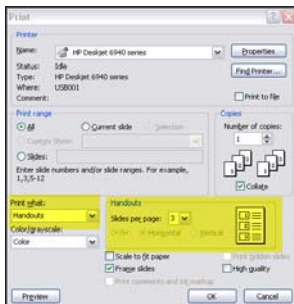 Print
Printer
Name: HP Deskjet 6940 series Properties
Status: Idle Find Printer...
Type: HP Deskjet 6940 series
Where: USB001
Comment: Print to file
Print range Copies
All Current slide Selection Number of copies:
Custom Show: 1
Slides:
Enter slide numbers and/or slide ranges. For example,
1,3,5-12
Collate
Print what: Handouts
Handouts Slides per page: 3
Color/grayscale: Order: Horizontal Vertical
Color
Scale to fit paper Print hidden slides
Frame slides High quality
Print comments and ink markup
Preview OK Cancel